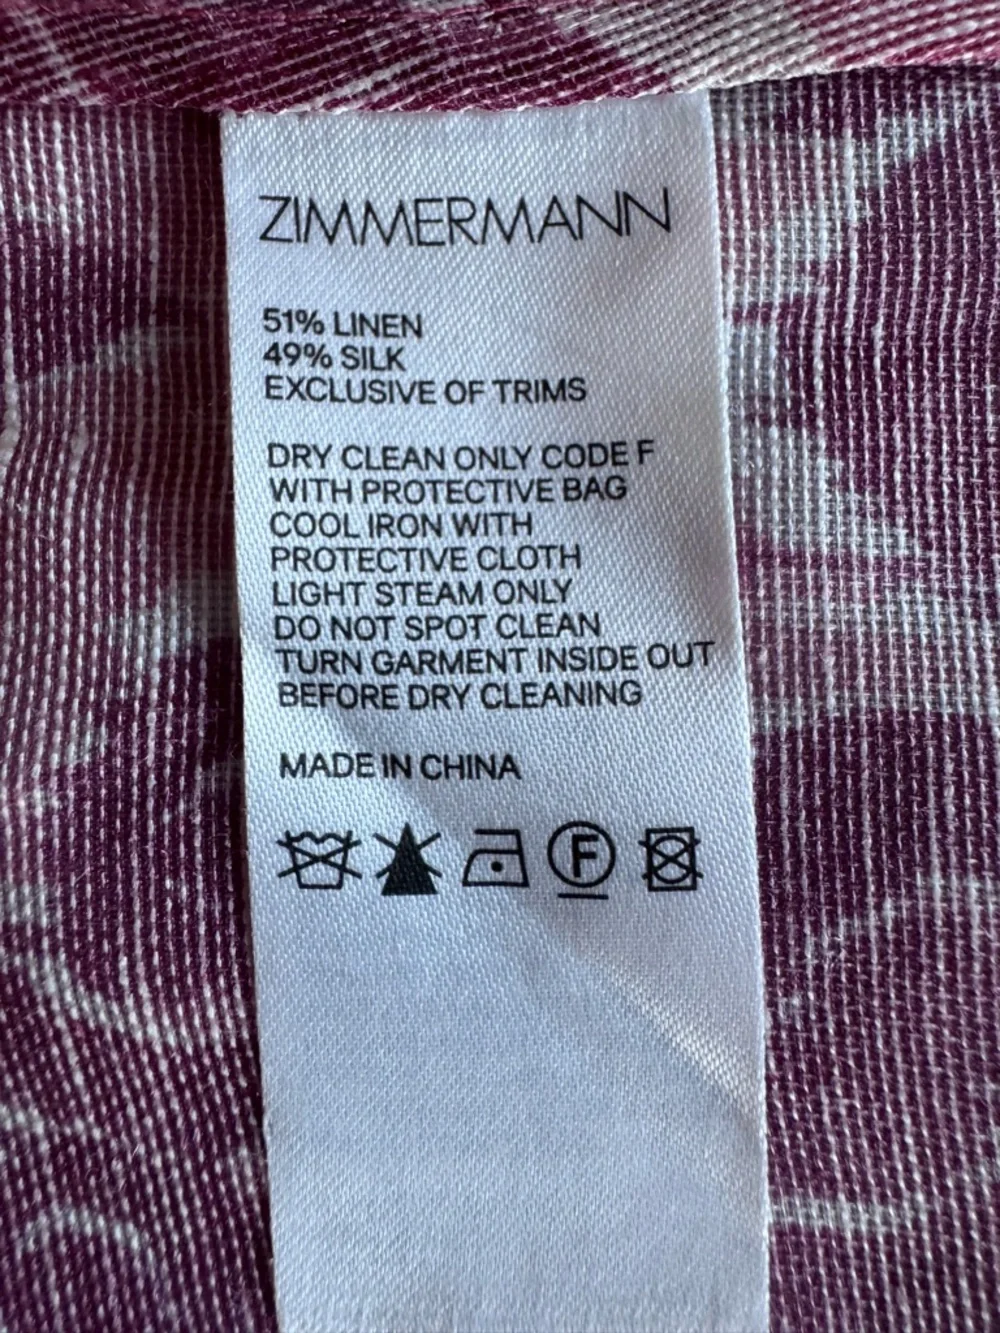 ZIMMERMANN
51% LINEN
49% SILK
EXCLUSIVE OF TRIMS
DRY CLEAN ONLY CODE F
WITH PROTECTIVE BAG
COOL IRON WITH
PROTECTIVE CLOTH
LIGHT STEAM ONLY
DO NOT SPOT CLEAN
TURN GARMENT INSIDE OUT
BEFORE DRY CLEANING
MADE IN CHINA
F